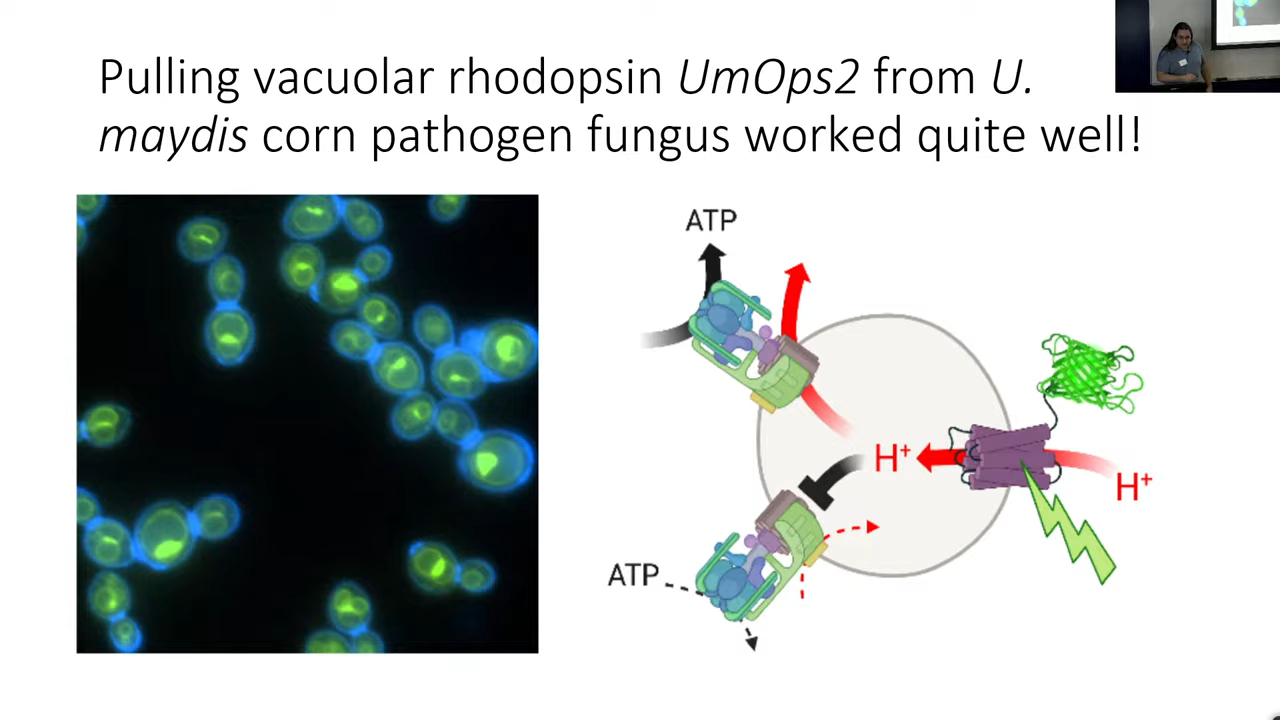 Pulling vacuolar rhodopsin UmOps2 from U.
maydis corn pathogen fungus worked quite well!
ATP
H⁺
H⁺
ATP